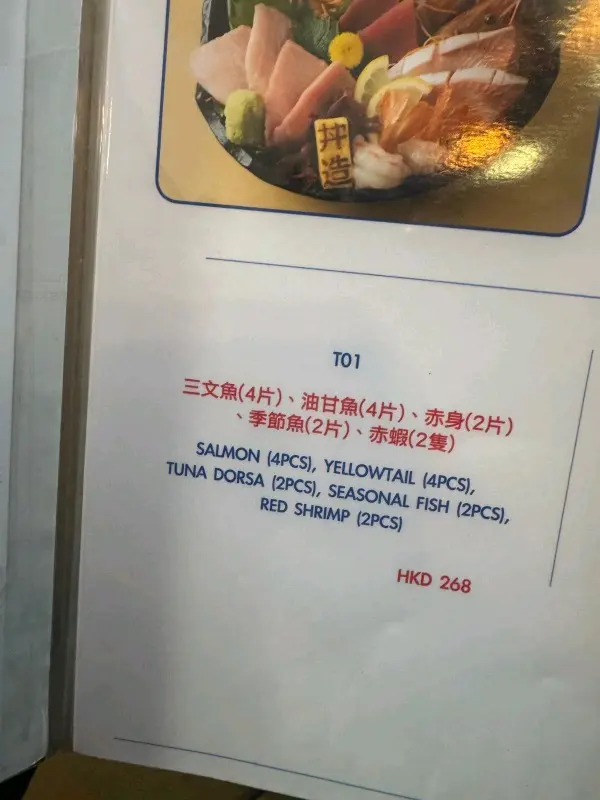 丼造
T01
三文魚(4片)、油甘魚(4片)、赤身(2片)
、季節魚(2片)、赤蝦(2隻)
SALMON (4PCS), YELLOWTAIL (4PCS),
TUNA DORSA (2PCS), SEASONAL FISH (2PCS),
RED SHRIMP (2PCS)
HKD 268